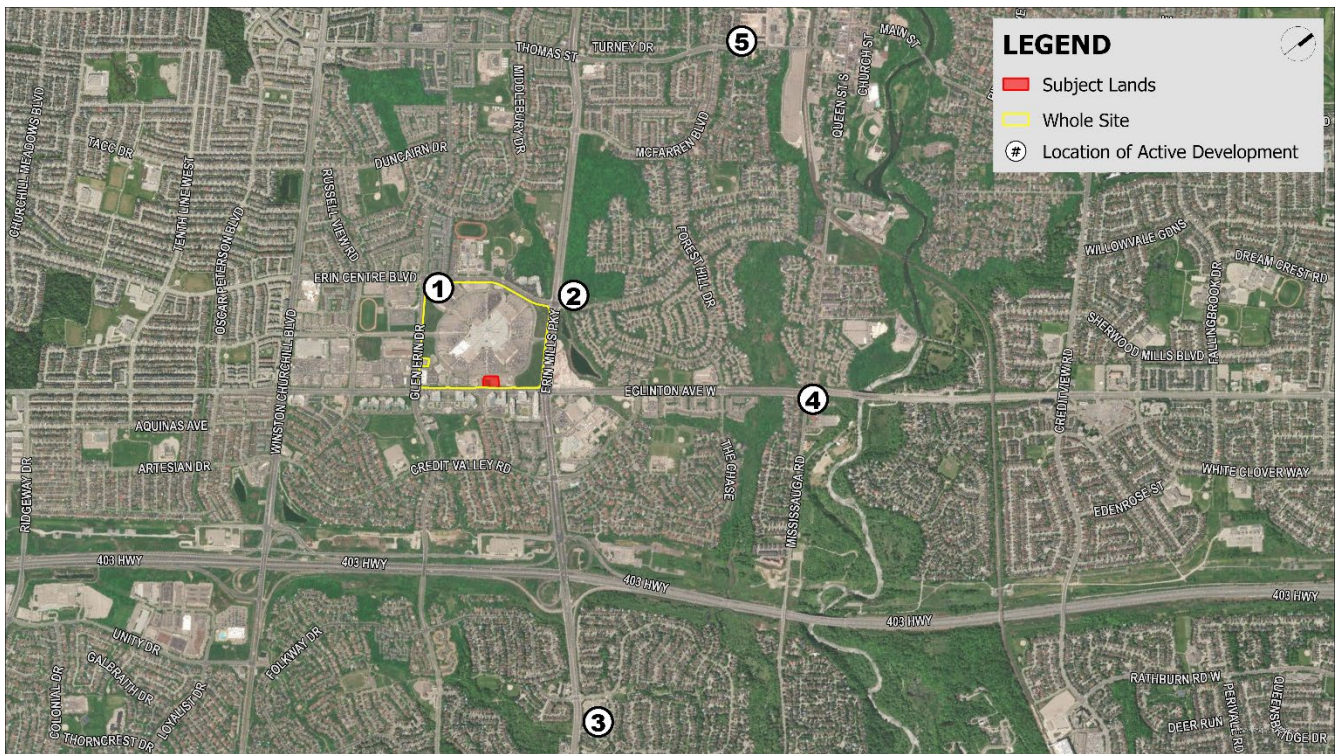 LEGEND
Subject Lands
Whole Site
# Location of Active Development
MAIN ST
THOMAS ST
TURNEY DR
5
MIDDLEBURY DR
QUEEN ST S
CHURCH ST
CHURCHILL MEADOWS BLVD
TACC DR
DUNCAIRN DR
MCFARREN BLVD
TENTH LINE WEST
RUSSELL VIEW RD
OSCAR PETERSON BLVD
FOREST HILL DR
WILLOWVALE GDNS
DREAM CREST RD
ERIN CENTRE BLVD
1
2
FALLINGBROOK DR
SHERWOOD MILLS BLVD
WINSTON CHURCHILL BLVD
GLEN ERIN DR
ERIN MILLS PKY
CREDITVIEW RD
EGLINTON AVE W
4
AQUINAS AVE
ARTESIAN DR
CREDIT VALLEY RD
THE CHASE
MISSISSAUGA RD
WHITE CLOVER WAY
EDENROSE ST
RIDGEWAY DR
403 HWY
403 HWY
403 HWY
403 HWY
403 HWY
UNITY DR
FOLKWAY DR
GALBRAITH DR
COLONIAL DR
LOYALIST DR
THORNCREST DR
3
RATHBURN RD W
PERIVALE RD
QUEENSBRIDGE DR
DEER RUN